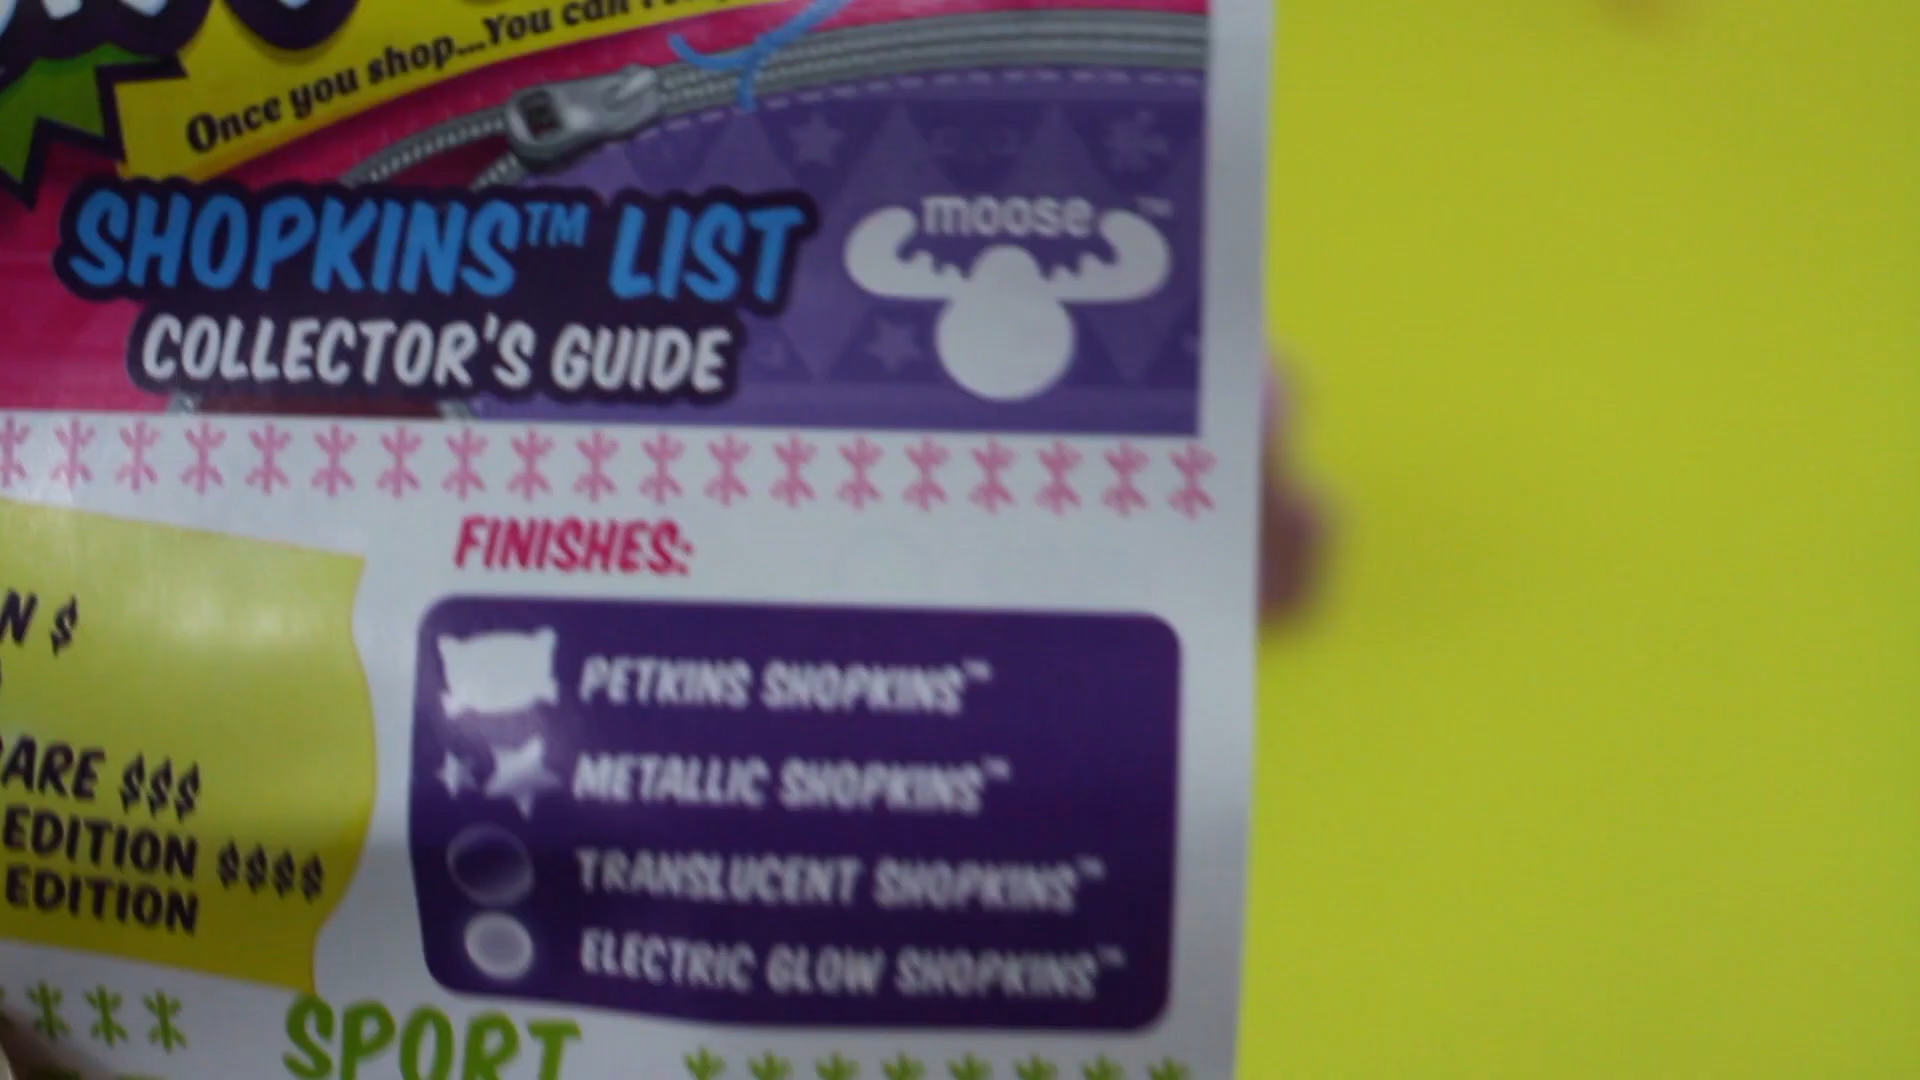 Once you shop...You can
SHOPKINS™ LIST
COLLECTOR'S GUIDE
moose™
FINISHES:
N $
ARE $$$
EDITION $$$$
EDITION
PETKINS SHOPKINS™
METALLIC SHOPKINS™
TRANSLUCENT SHOPKINS™
ELECTRIC GLOW SHOPKINS™
SPORT